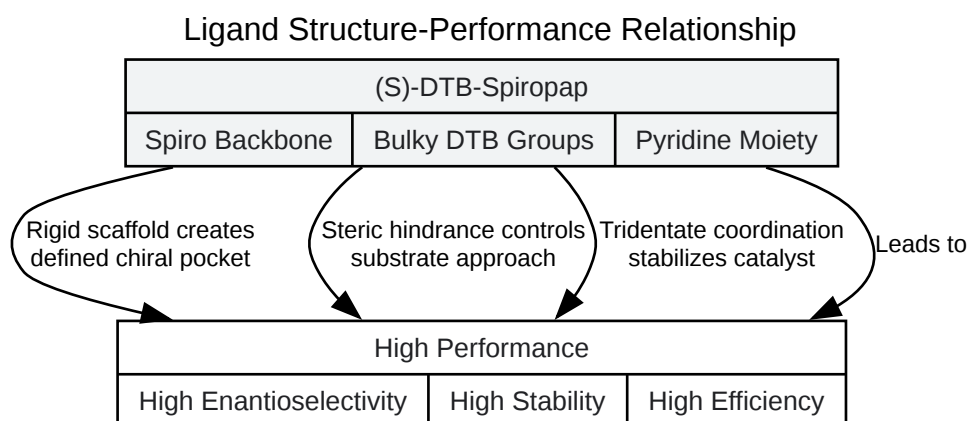 Ligand Structure-Performance Relationship
(S)-DTB-Spiropap
Spiro Backbone
Bulky DTB Groups
Pyridine Moiety
Rigid scaffold creates
defined chiral pocket
Steric hindrance controls
substrate approach
Tridentate coordination
stabilizes catalyst
Leads to
High Performance
High Enantioselectivity
High Stability
High Efficiency